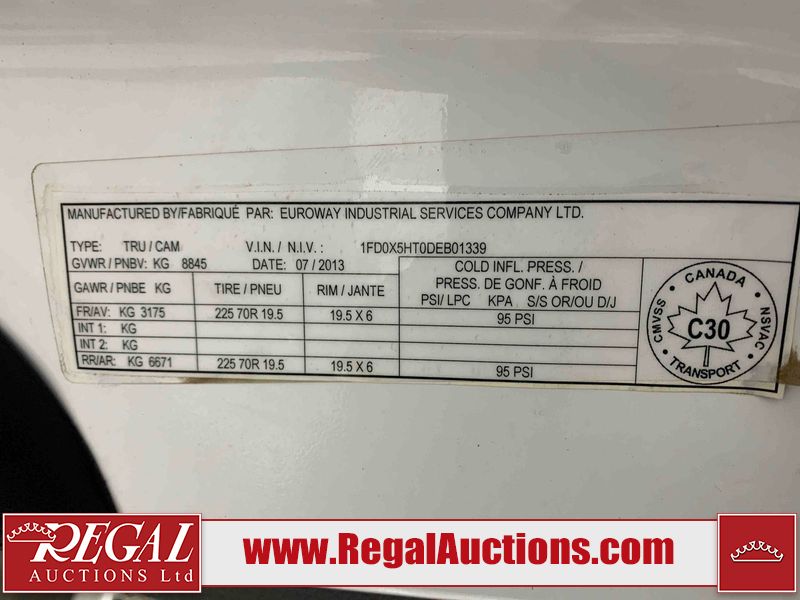 MANUFACTURED BY/FABRIQUÉ PAR: EUROWAY INDUSTRIAL SERVICES COMPANY LTD.
TYPE: TRU / CAM V.I.N. / N.I.V. : 1FD0X5HT0DEB01339
GVWR / PNBV: KG 8845 DATE: 07 / 2013
GAWR / PNBE KG TIRE / PNEU RIM / JANTE COLD INFL. PRESS. /
PRESS. DE GONF. À FROID
PSI/ LPC KPA S/S OR/OU D/J
FR/AV: KG 3175 225 70R 19.5 19.5 X 6 95 PSI
INT 1: KG
INT 2: KG
RR/AR: KG 6671 225 70R 19.5 19.5 X 6 95 PSI
CANADA
CMVSS C30 NSVAC
TRANSPORT
REGAL
AUCTIONS Ltd
www.RegalAuctions.com